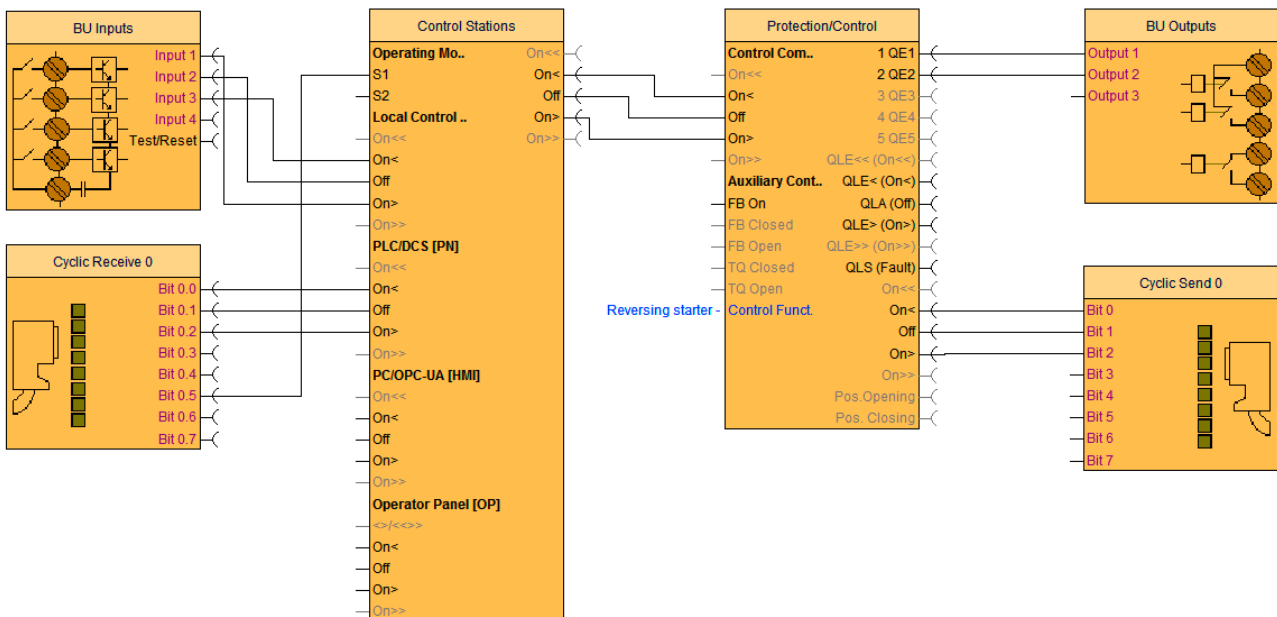 BU Inputs
Input 1
Input 2
Input 3
Input 4
Test/Reset
Cyclic Receive 0
Bit 0.0
Bit 0.1
Bit 0.2
Bit 0.3
Bit 0.4
Bit 0.5
Bit 0.6
Bit 0.7
Control Stations
Operating Mo.. On<<
S1 On<
S2 Off
Local Control .. On>
On<< On>>
On<
Off
On>
On>>
PLC/DCS [PN]
On<<
On<
Off
On>
On>>
PC/OPC-UA [HMI]
On<<
On<
Off
On>
On>>
Operator Panel [OP]
<>/<<>>
On<
Off
On>
On>>
Protection/Control
Control Com.. 1 QE1
On<< 2 QE2
On< 3 QE3
Off 4 QE4
On> 5 QE5
On>> QLE<< (On<<)
Auxiliary Cont.. QLE< (On<)
FB On QLA (Off)
FB Closed QLE> (On>)
FB Open QLE>> (On>>)
TQ Closed QLS (Fault)
TQ Open On<<
Reversing starter - Control Funct. On<
Off
On>
On>>
Pos.Opening
Pos. Closing
BU Outputs
Output 1
Output 2
Output 3
Cyclic Send 0
Bit 0
Bit 1
Bit 2
Bit 3
Bit 4
Bit 5
Bit 6
Bit 7